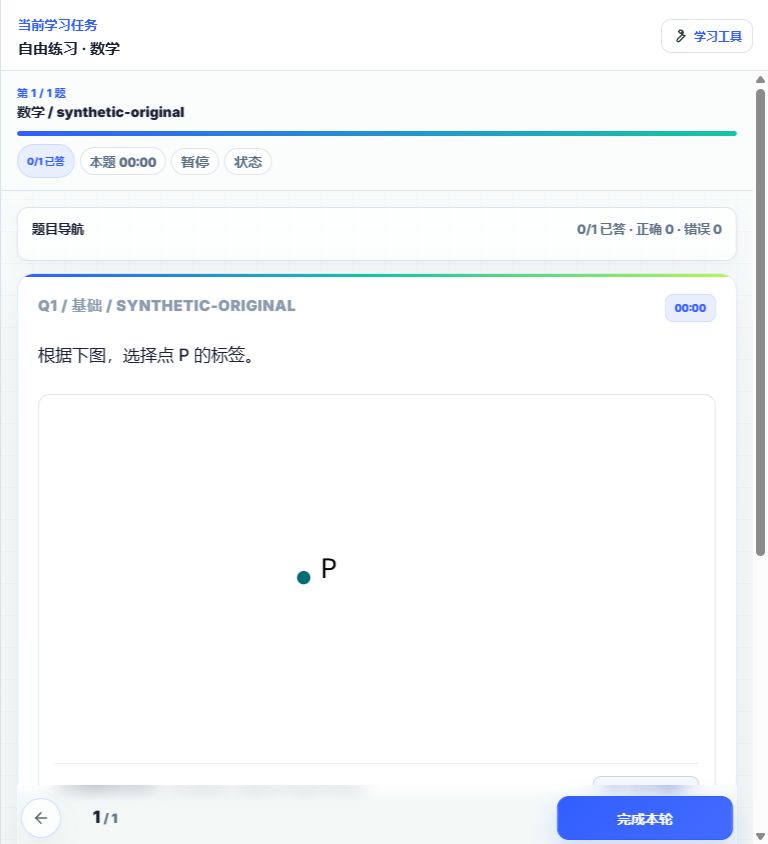 当前学习任务
自由练习 · 数学
学习工具
第 1 / 1 题
数学 / synthetic-original
0/1 已答
本题 00:00
暂停
状态
题目导航
0/1 已答 · 正确 0 · 错误 0
Q1 / 基础 / SYNTHETIC-ORIGINAL
00:00
根据下图，选择点 P 的标签。
P
1 / 1
完成本轮